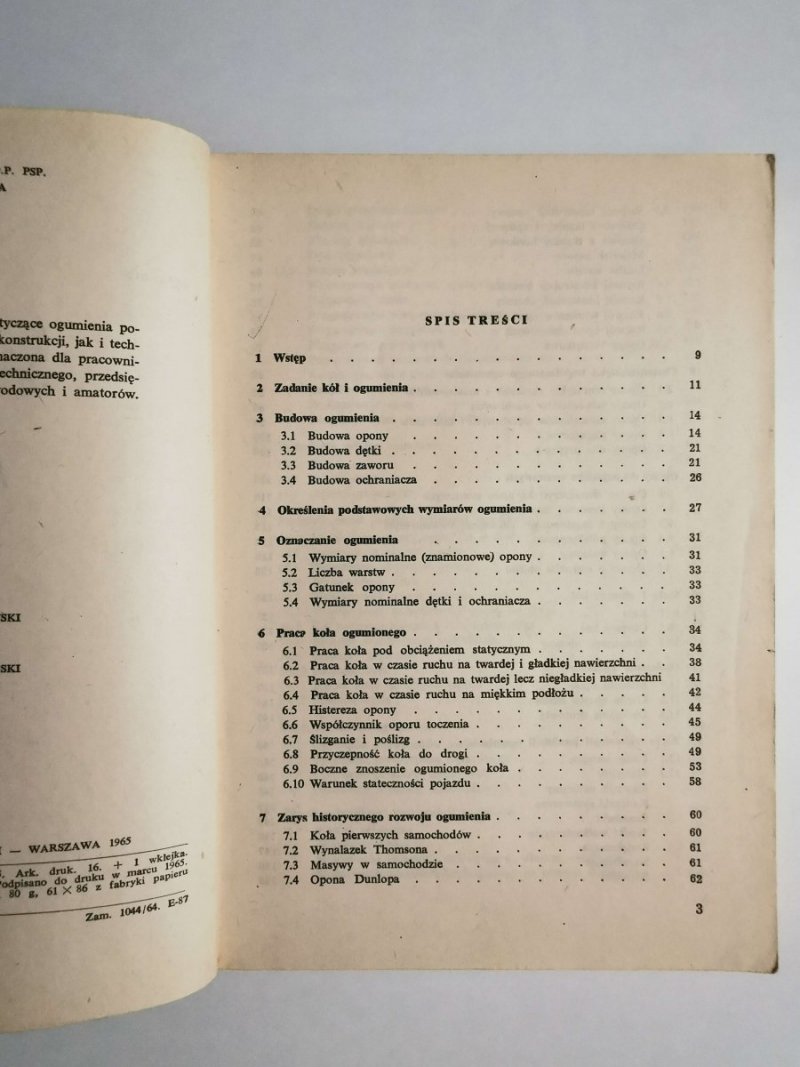 .P. PSP.
A
tyczące ogumienia po-
konstrukcji, jak i tech-
naczona dla pracowni-
echnicznego, przedsię-
odowych i amatorów.
SKI
SKI
I — WARSZAWA 1965
Ark. druk. 16. + 1 wklejka.
Podpisano do druku w marcu 1965.
80 g, 61 × 86 z fabryki papieru
Zam. 1044/64. E-87
SPIS TREŚCI
1 Wstęp . . . . . . . . . . . . . . 9
2 Zadanie kół i ogumienia . . . . . . . . . . 11
3 Budowa ogumienia . . . . . . . . . . . 14
3.1 Budowa opony . . . . . . . . . . 14
3.2 Budowa dętki . . . . . . . . . . . 21
3.3 Budowa zaworu . . . . . . . . . . 21
3.4 Budowa ochraniacza . . . . . . . . . 26
4 Określenia podstawowych wymiarów ogumienia . . . . . . 27
5 Oznaczanie ogumienia . . . . . . . . . 31
5.1 Wymiary nominalne (znamionowe) opony . . . . . . 31
5.2 Liczba warstw . . . . . . . . . . . 33
5.3 Gatunek opony . . . . . . . . . . 33
5.4 Wymiary nominalne dętki i ochraniacza . . . . . . 33
6 Praca koła ogumionego . . . . . . . . . . 34
6.1 Praca koła pod obciążeniem statycznym . . . . . . 34
6.2 Praca koła w czasie ruchu na twardej i gładkiej nawierzchni . . 38
6.3 Praca koła w czasie ruchu na twardej lecz niegładkiej nawierzchni 41
6.4 Praca koła w czasie ruchu na miękkim podłożu . . . . . 42
6.5 Histereza opony . . . . . . . . . . 44
6.6 Współczynnik oporu toczenia . . . . . . . . 45
6.7 Ślizganie i poślizg . . . . . . . . . . 49
6.8 Przyczepność koła do drogi . . . . . . . . 49
6.9 Boczne znoszenie ogumionego koła . . . . . . . 53
6.10 Warunek stateczności pojazdu . . . . . . . . 58
7 Zarys historycznego rozwoju ogumienia . . . . . . . 60
7.1 Koła pierwszych samochodów . . . . . . . . 60
7.2 Wynalazek Thomsona . . . . . . . . . 61
7.3 Masywy w samochodzie . . . . . . . . . 61
7.4 Opona Dunlopa . . . . . . . . . . 62
3